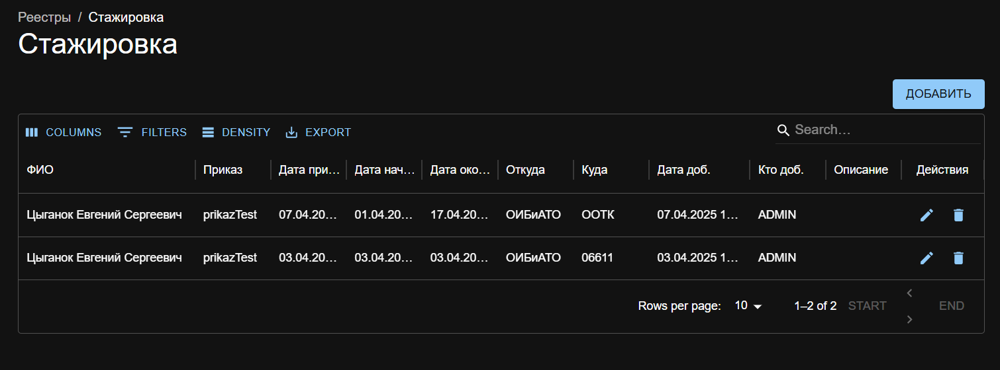 Реестры / Стажировка
Стажировка
ДОБАВИТЬ
COLUMNS FILTERS DENSITY EXPORT Search…
ФИО Приказ Дата при… Дата нач… Дата око… Откуда Куда Дата доб. Кто доб. Описание Действия
Цыганок Евгений Сергеевич prikazTest 07.04.20… 01.04.20… 17.04.20… ОИБиАТО ООТК 07.04.2025 1… ADMIN
Цыганок Евгений Сергеевич prikazTest 03.04.20… 03.04.20… 03.04.20… ОИБиАТО 06611 03.04.2025 1… ADMIN
Rows per page: 10 1–2 of 2 START END